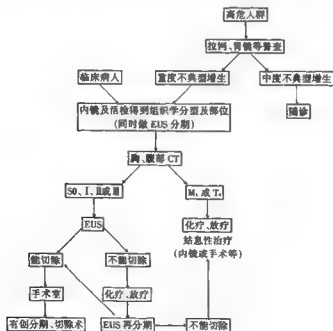 高危人群
拉网、胃镜等普查
临床病人
重度不典型增生
中度不典型增生
内镜及活检得到组织学分型及部位
(同时做EUS分期)
随诊
胸、腹部CT
S0、Ⅰ、Ⅱ或Ⅲ
M₁或T₄
EUS
化疗、放疗
姑息性治疗
(内镜或手术等)
能切除
不能切除
手术室
化疗、放疗
有创分期、切除术
EUS再分期
不能切除